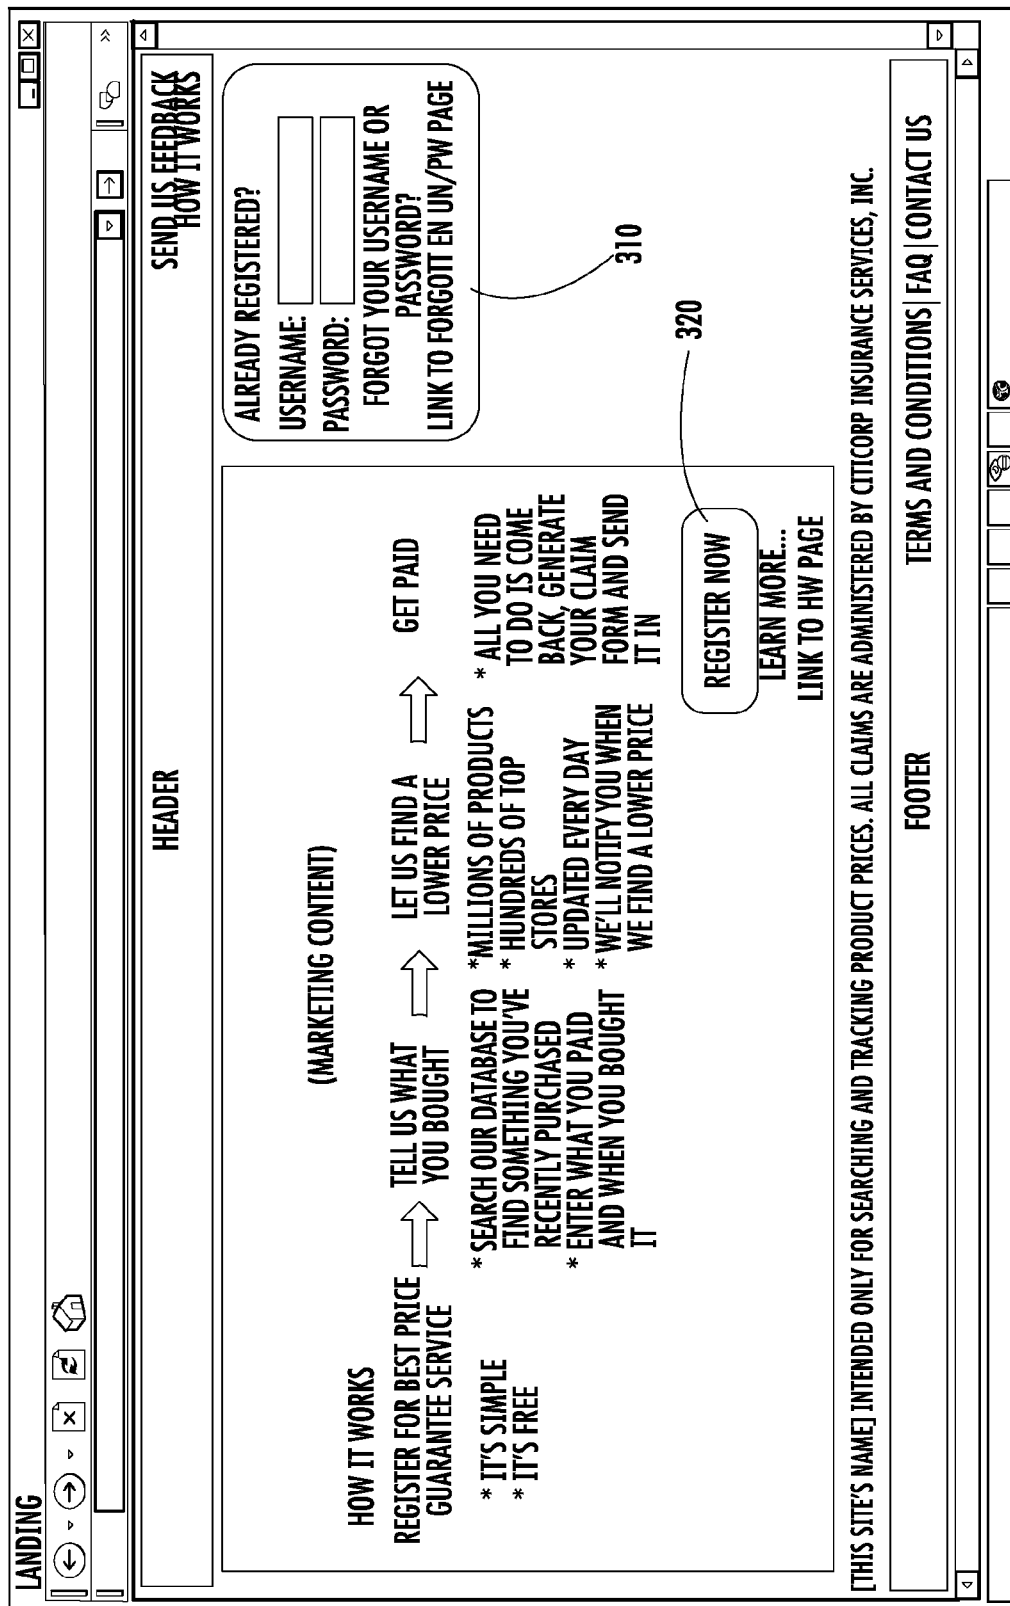 LANDING
SEND US FEEDBACK
HOW IT WORKS
HEADER
ALREADY REGISTERED?
USERNAME:
PASSWORD:
FORGOT YOUR USERNAME OR
PASSWORD?
LINK TO FORGOTT EN UN/PW PAGE
310
(MARKETING CONTENT)
HOW IT WORKS
REGISTER FOR BEST PRICE
GUARANTEE SERVICE
* IT'S SIMPLE
* IT'S FREE
TELL US WHAT
YOU BOUGHT
* SEARCH OUR DATABASE TO
FIND SOMETHING YOU'VE
RECENTLY PURCHASED
* ENTER WHAT YOU PAID
AND WHEN YOU BOUGHT
IT
LET US FIND A
LOWER PRICE
*MILLIONS OF PRODUCTS
* HUNDREDS OF TOP
STORES
* UPDATED EVERY DAY
* WE'LL NOTIFY YOU WHEN
WE FIND A LOWER PRICE
GET PAID
* ALL YOU NEED
TO DO IS COME
BACK, GENERATE
YOUR CLAIM
FORM AND SEND
IT IN
320
REGISTER NOW
LEARN MORE...
LINK TO HW PAGE
[THIS SITE'S NAME] INTENDED ONLY FOR SEARCHING AND TRACKING PRODUCT PRICES. ALL CLAIMS ARE ADMINISTERED BY CITICORP INSURANCE SERVICES, INC.
FOOTER
TERMS AND CONDITIONS | FAQ | CONTACT US